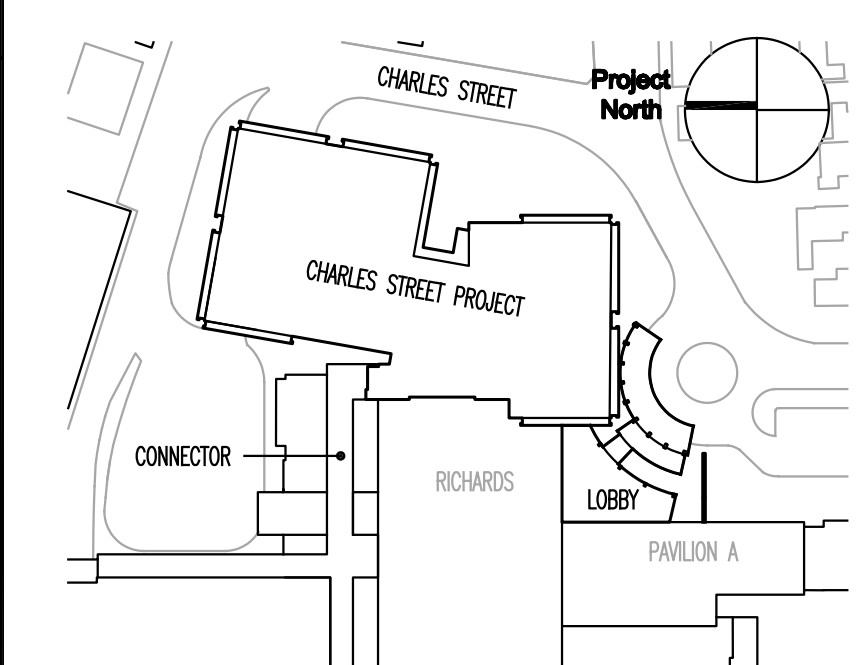 CHARLES STREET
Project
North
CHARLES STREET PROJECT
CONNECTOR
RICHARDS
LOBBY
PAVILION A